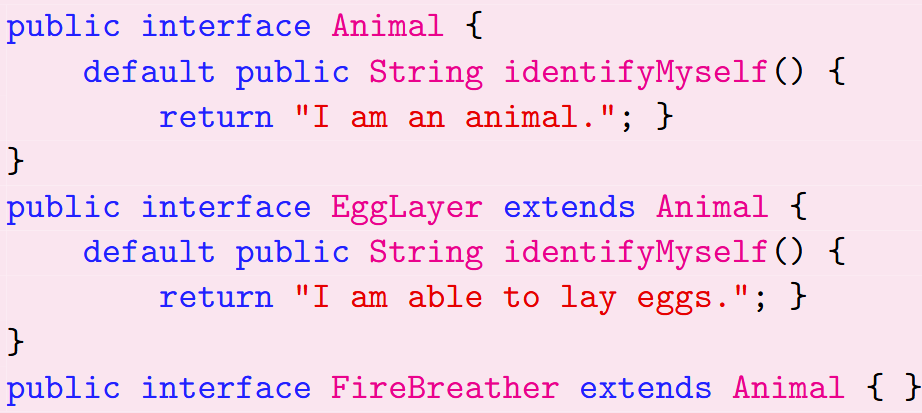 public interface Animal {
    default public String identifyMyself() {
        return "I am an animal."; }
}
public interface EggLayer extends Animal {
    default public String identifyMyself() {
        return "I am able to lay eggs."; }
}
public interface FireBreather extends Animal { }